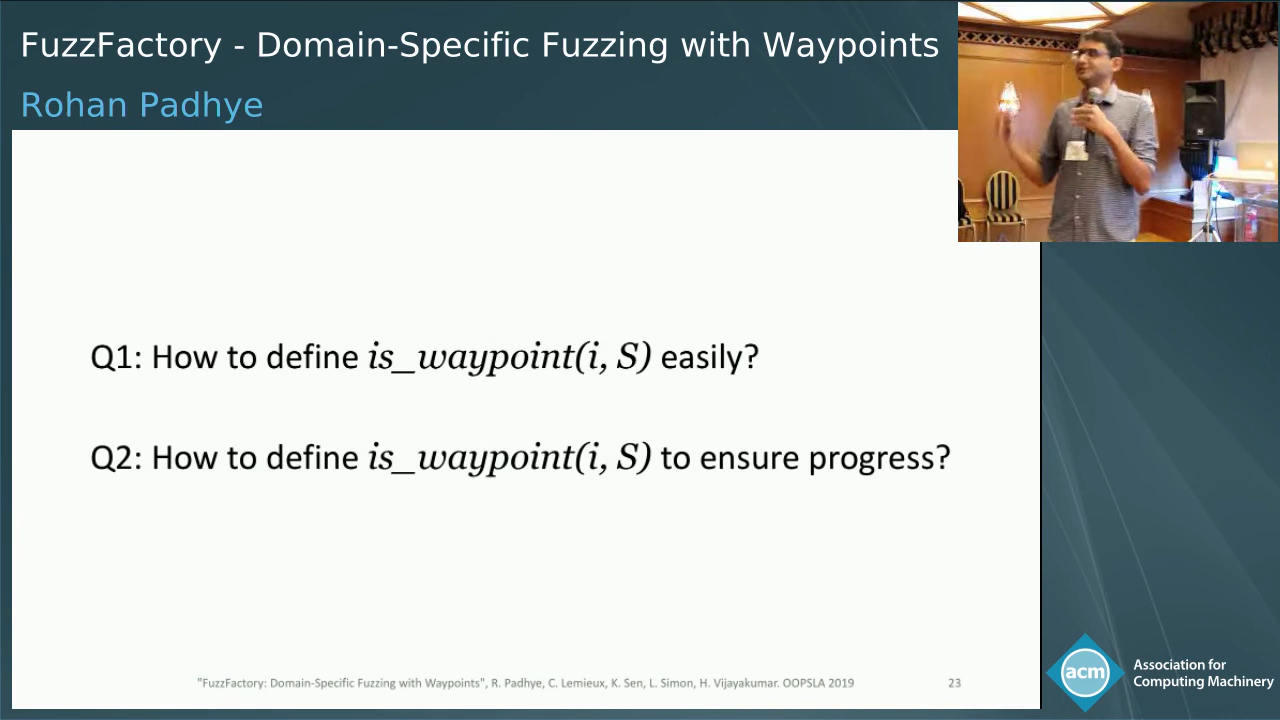 FuzzFactory - Domain-Specific Fuzzing with Waypoints
Rohan Padhye
Q1: How to define is_waypoint(i, S) easily?
Q2: How to define is_waypoint(i, S) to ensure progress?
"FuzzFactory: Domain-Specific Fuzzing with Waypoints", R. Padhye, C. Lemieux, K. Sen, L. Simon, H. Vijayakumar. OOPSLA 2019
23
acm
Association for
Computing Machinery